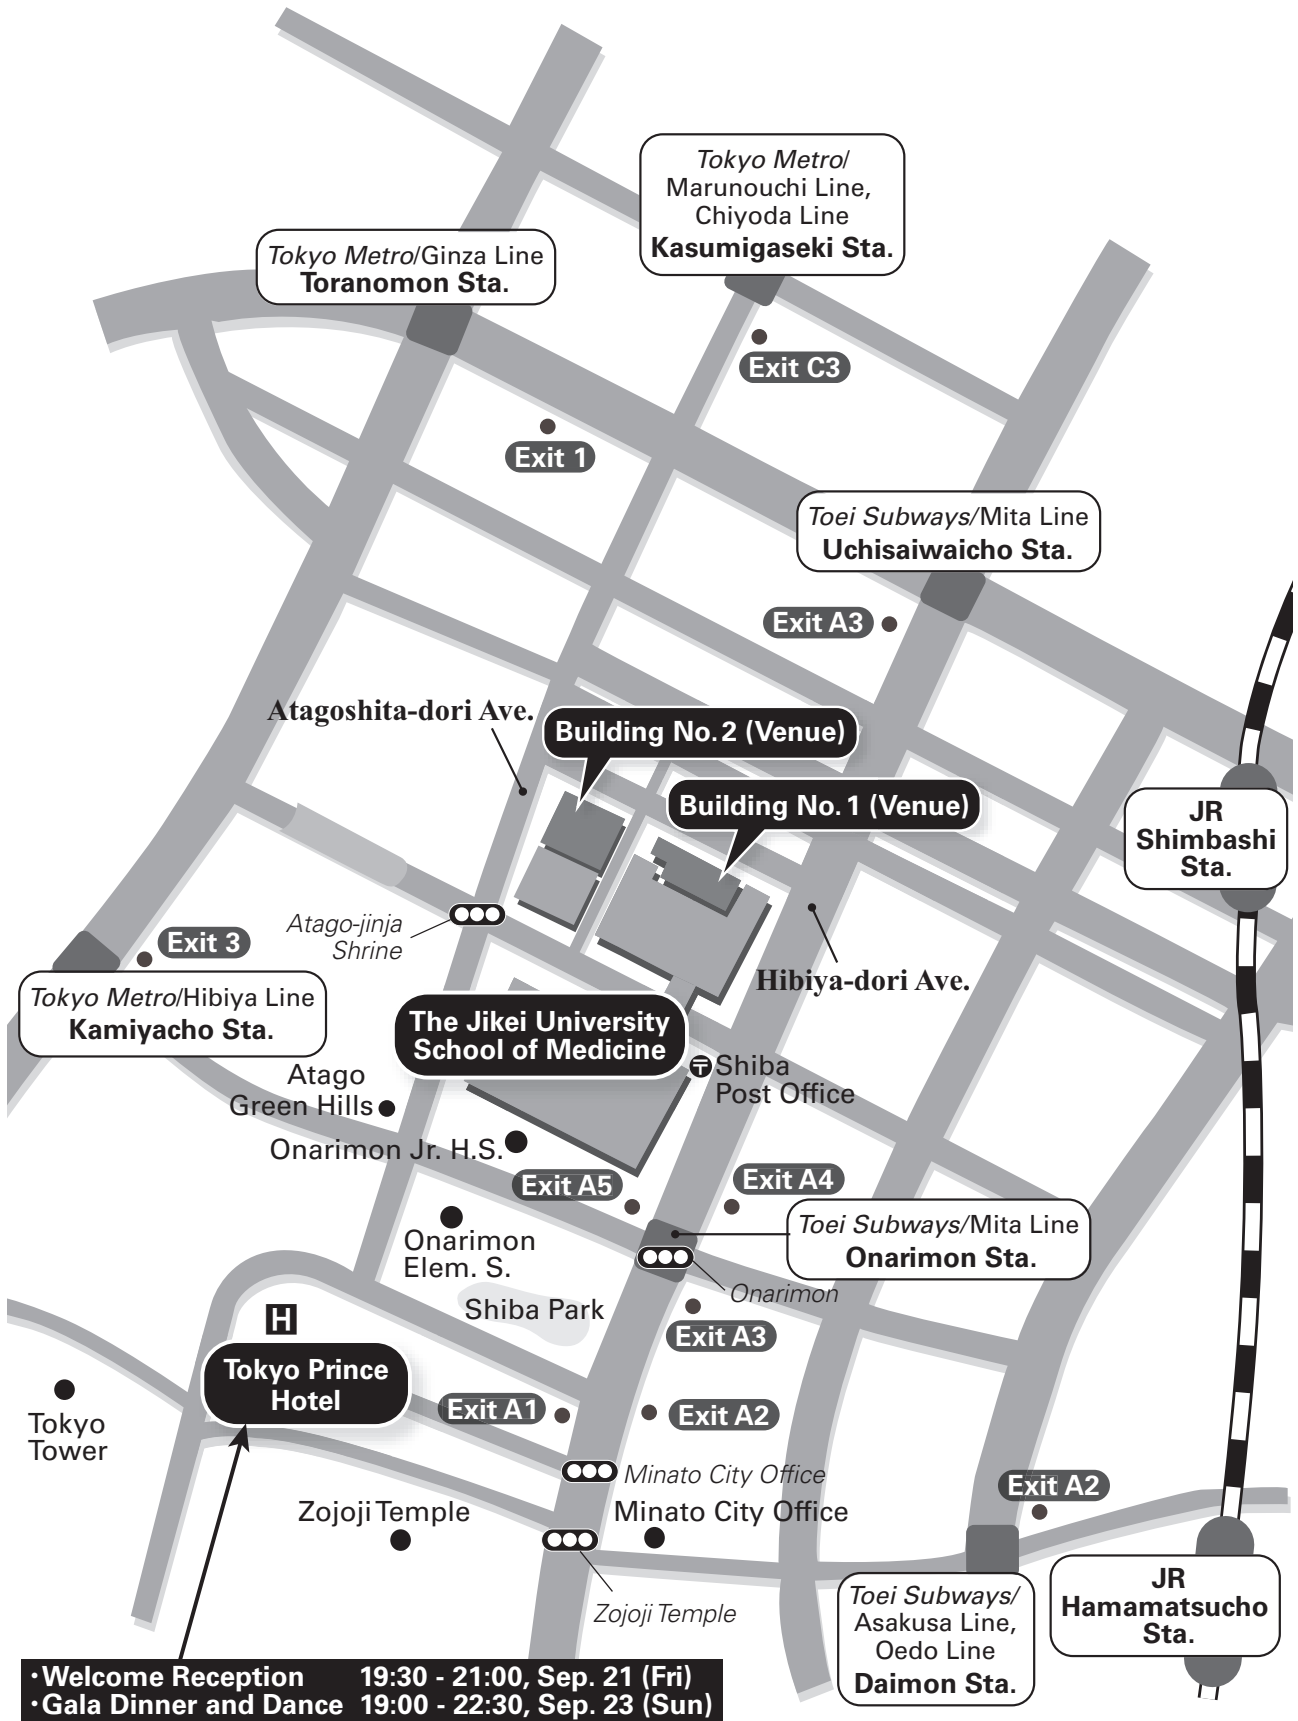 Tokyo Metro/
Marunouchi Line,
Chiyoda Line
Kasumigaseki Sta.
Tokyo Metro/Ginza Line
Toranomon Sta.
Exit C3
Exit 1
Toei Subways/Mita Line
Uchisaiwaicho Sta.
Exit A3
Atagoshita-dori Ave.
Building No. 2 (Venue)
Building No. 1 (Venue)
JR
Shimbashi
Sta.
Atago-jinja
Shrine
Exit 3
Hibiya-dori Ave.
Tokyo Metro/Hibiya Line
Kamiyacho Sta.
The Jikei University
School of Medicine
〒 Shiba
Post Office
Atago
Green Hills
Onarimon Jr. H.S.
Exit A5
Exit A4
Toei Subways/Mita Line
Onarimon Sta.
Onarimon
Elem. S.
Onarimon
Shiba Park
Exit A3
H
Tokyo Prince
Hotel
Exit A1
Exit A2
Tokyo
Tower
Minato City Office
Exit A2
Zojoji Temple
Minato City Office
Zojoji Temple
Toei Subways/
Asakusa Line,
Oedo Line
Daimon Sta.
JR
Hamamatsucho
Sta.
・Welcome Reception 19:30 - 21:00, Sep. 21 (Fri)
・Gala Dinner and Dance 19:00 - 22:30, Sep. 23 (Sun)